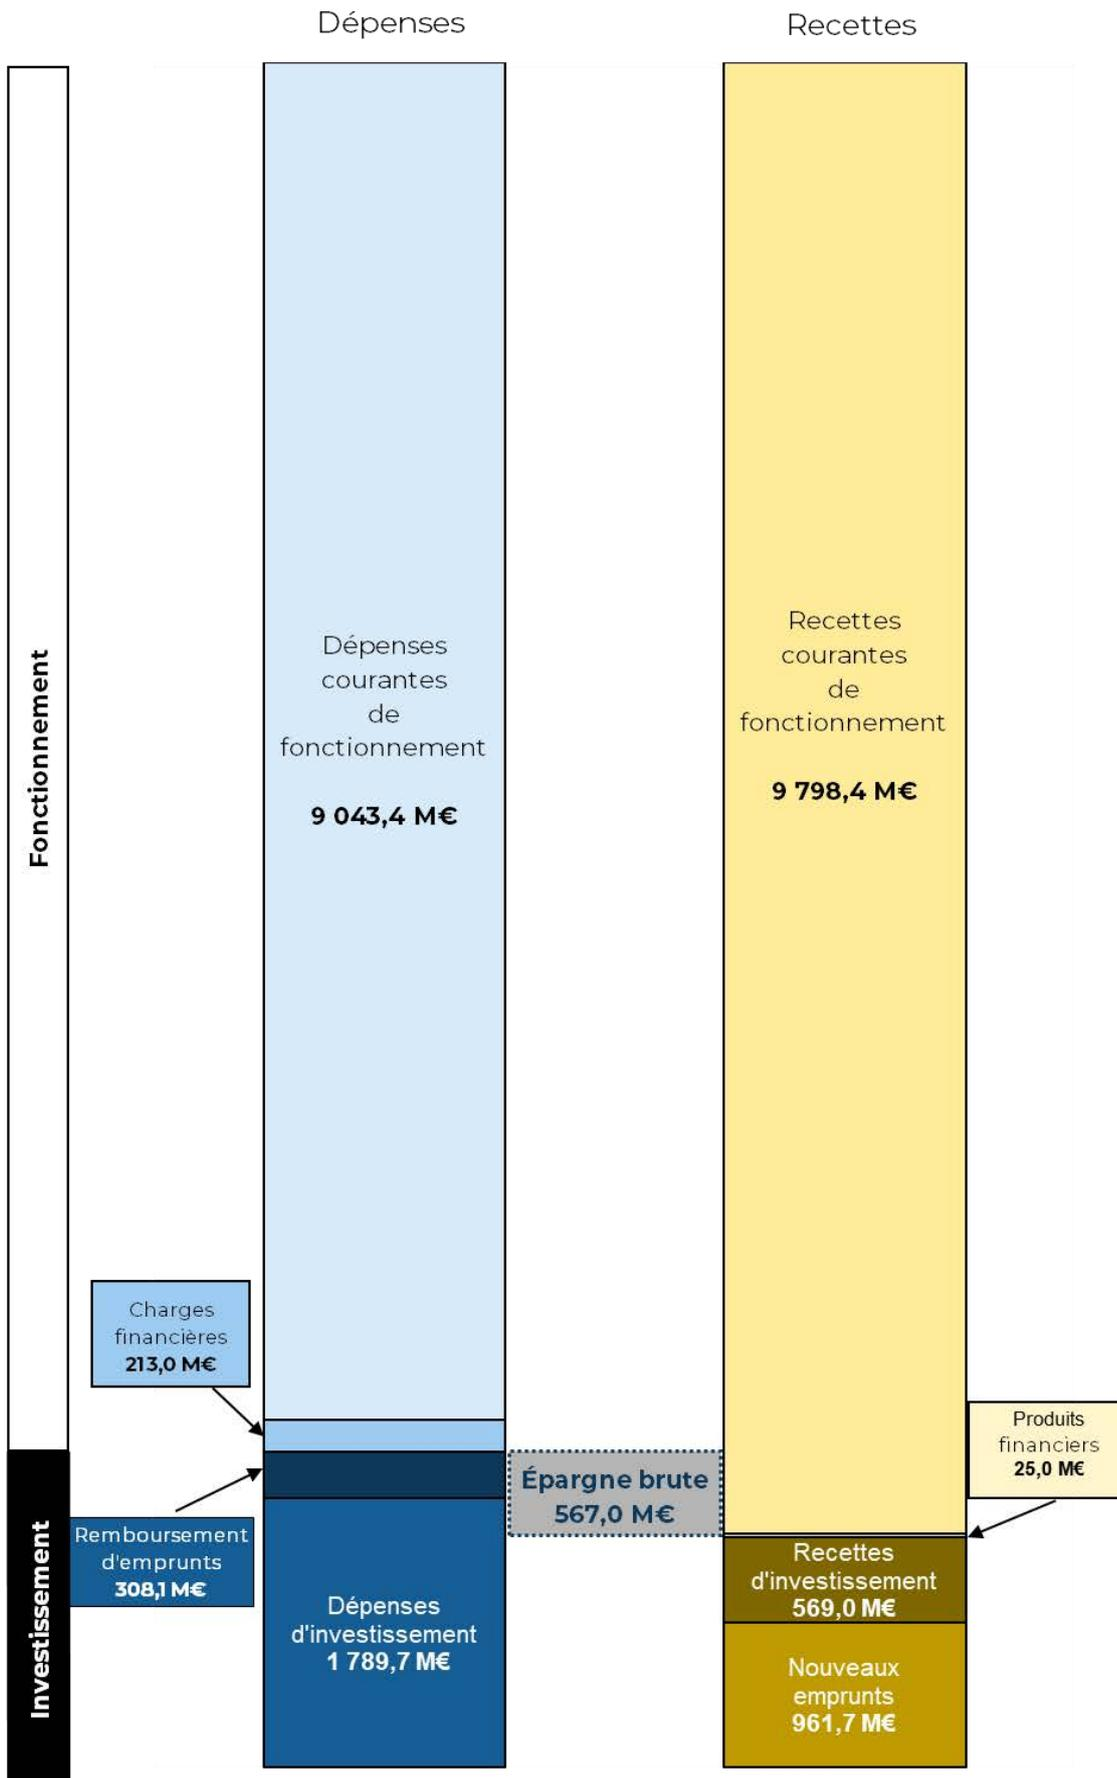 Dépenses
Recettes
Fonctionnement
Dépenses
courantes
de
fonctionnement
9 043,4 M€
Recettes
courantes
de
fonctionnement
9 798,4 M€
Charges
financières
213,0 M€
Produits
financiers
25,0 M€
Épargne brute
567,0 M€
Investissement
Remboursement
d'emprunts
308,1 M€
Dépenses
d'investissement
1 789,7 M€
Recettes
d'investissement
569,0 M€
Nouveaux
emprunts
961,7 M€